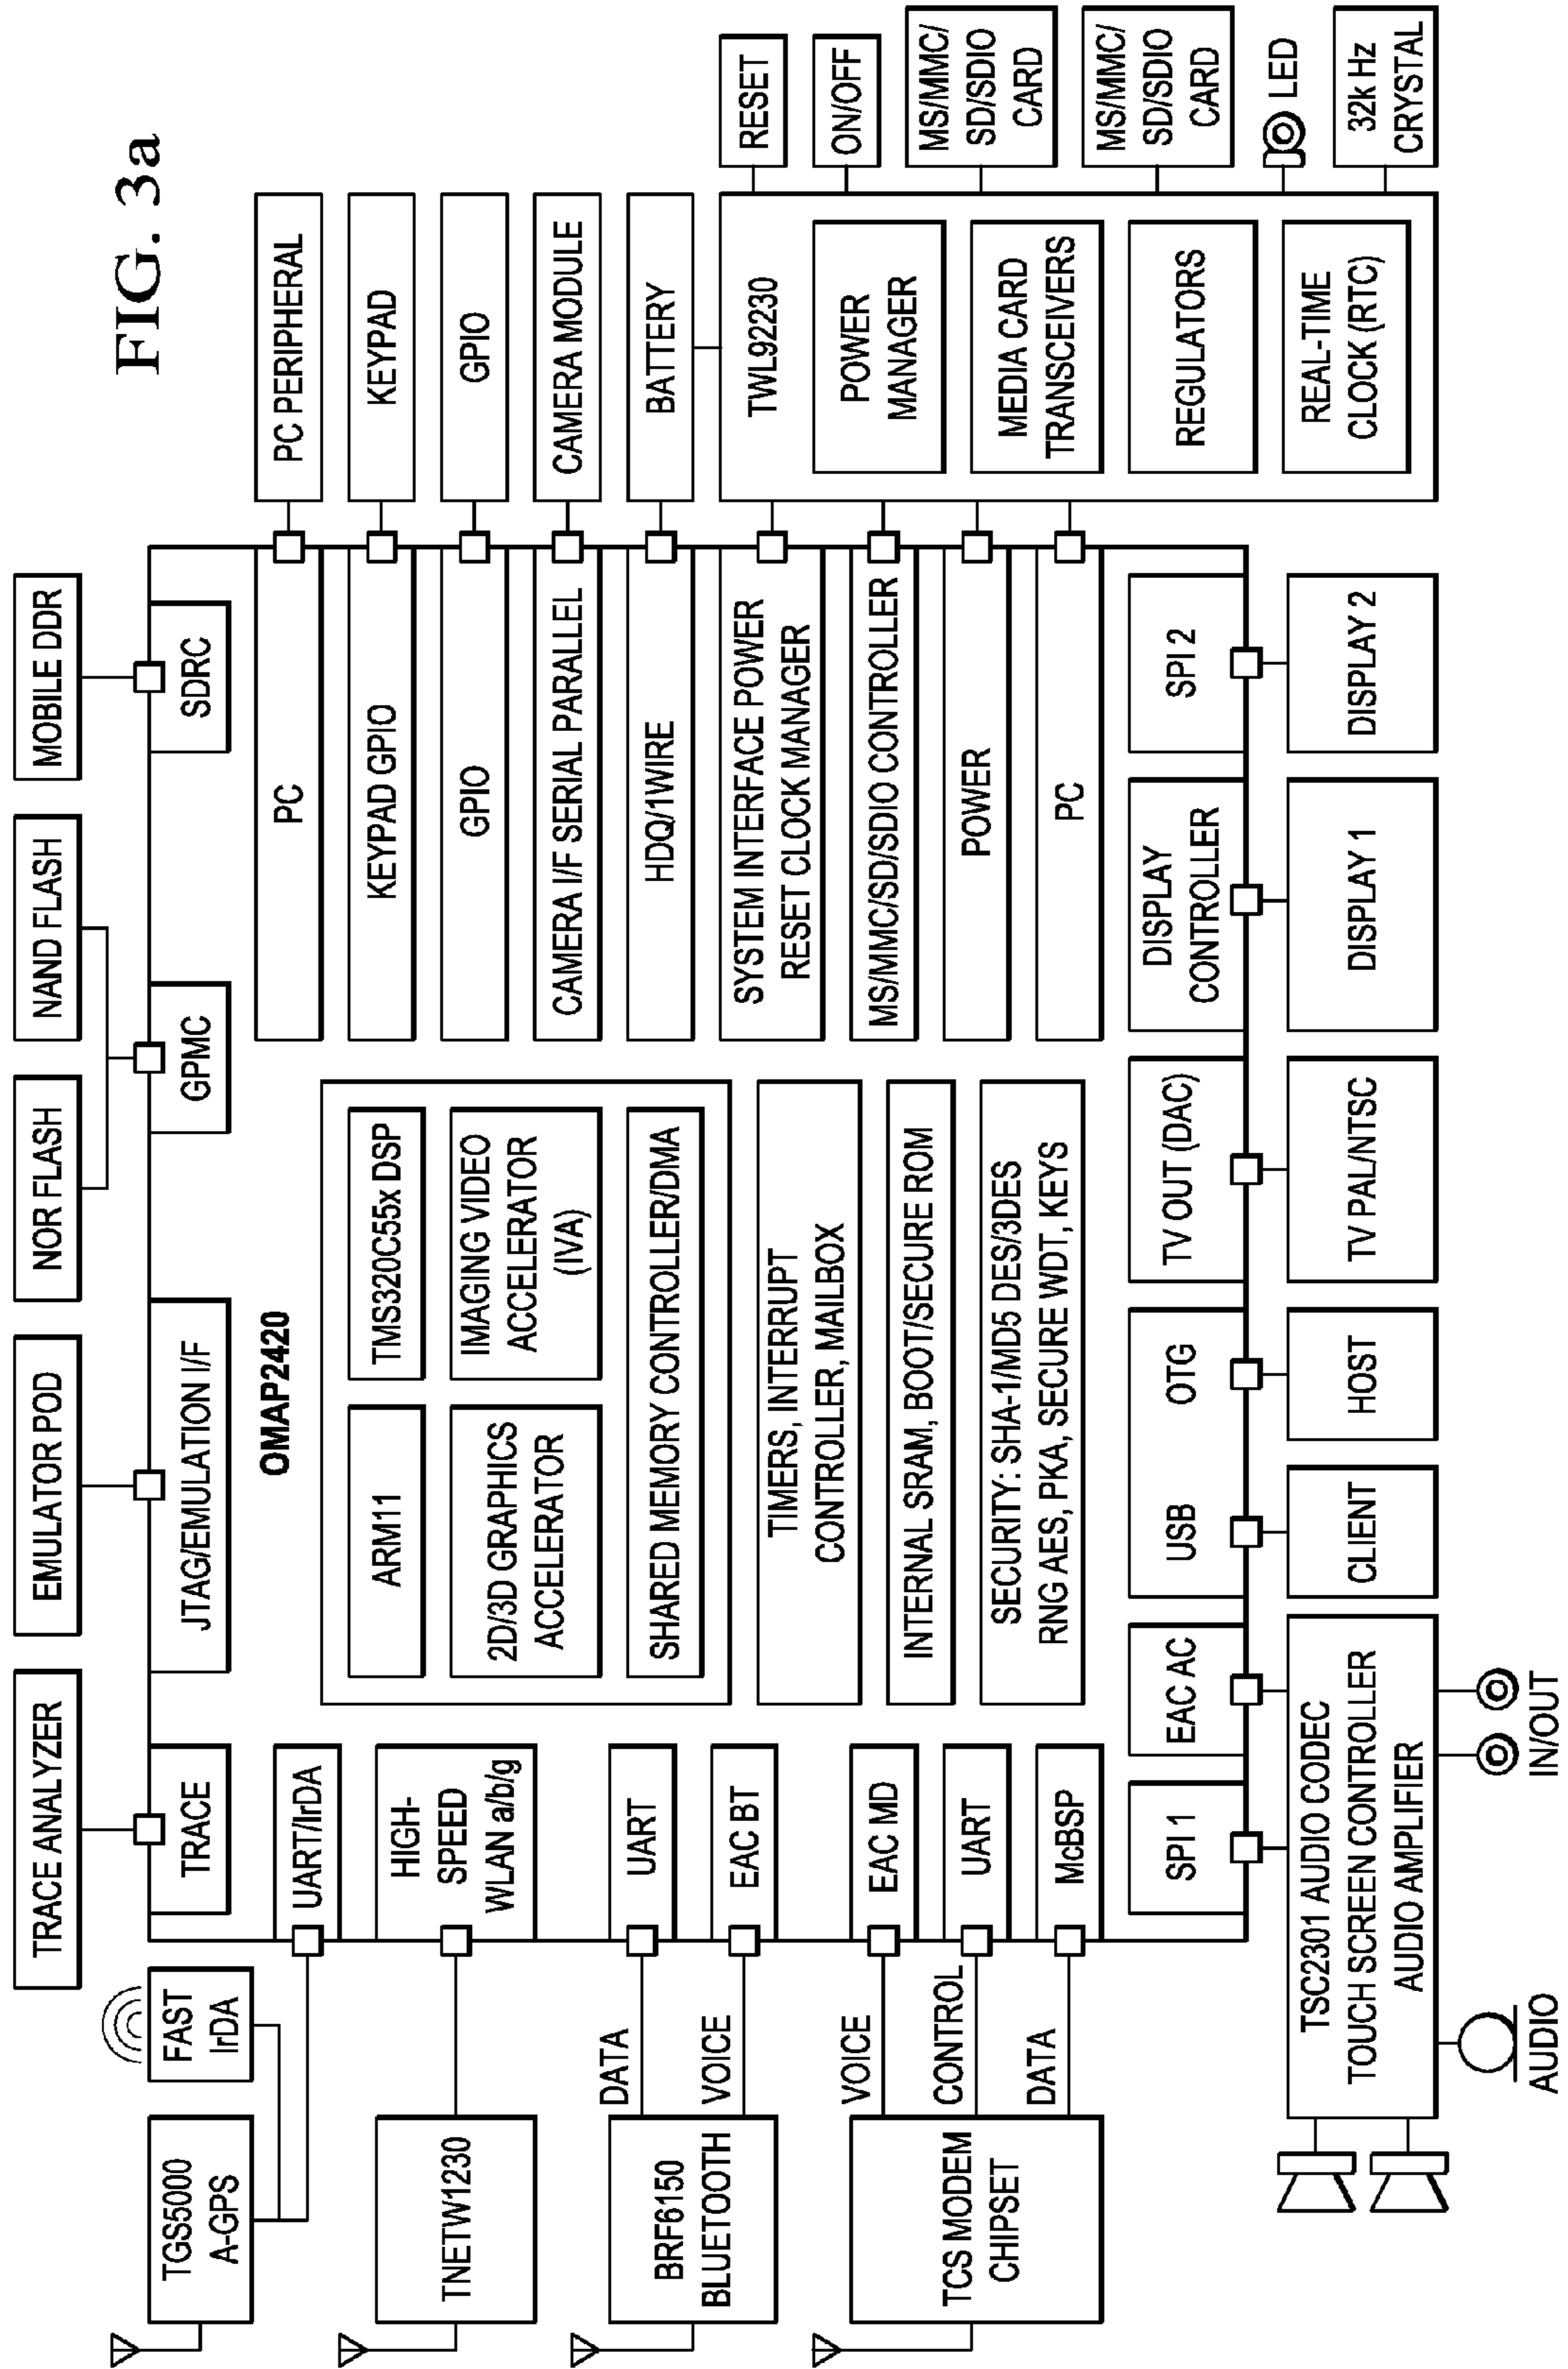 FIG. 3a
TRACE ANALYZER
EMULATOR POD
NOR FLASH
NAND FLASH
MOBILE DDR
TRACE
JTAG/EMULATION I/F
GPMC
SDRC
TGS5000
A-GPS
FAST
IrDA
UART/IrDA
TNETW1230
HIGH-
SPEED
WLAN a/b/g
BRF6150
BLUETOOTH
DATA
VOICE
UART
EAC BT
TCS MODEM
CHIPSET
VOICE
CONTROL
DATA
EAC MD
UART
McBSP
OMAP2420
ARM11
TMS320C55x DSP
2D/3D GRAPHICS
ACCELERATOR
IMAGING VIDEO
ACCELERATOR
(IVA)
SHARED MEMORY CONTROLLER/DMA
TIMERS, INTERRUPT
CONTROLLER, MAILBOX
INTERNAL SRAM, BOOT/SECURE ROM
SECURITY: SHA-1/MD5 DES/3DES
RNG AES, PKA, SECURE WDT, KEYS
PC
KEYPAD GPIO
GPIO
CAMERA I/F SERIAL PARALLEL
HDQ/1WIRE
SYSTEM INTERFACE POWER
RESET CLOCK MANAGER
MS/MMC/SD/SDIO CONTROLLER
POWER
PC
PC PERIPHERAL
KEYPAD
GPIO
CAMERA MODULE
BATTERY
TWL92230
POWER
MANAGER
MEDIA CARD
TRANSCEIVERS
REGULATORS
REAL-TIME
CLOCK (RTC)
RESET
ON/OFF
MS/MMC/
SD/SDIO
CARD
MS/MMC/
SD/SDIO
CARD
LED
32k Hz
CRYSTAL
SPI 1
EAC AC
USB
OTG
TV OUT (DAC)
DISPLAY
CONTROLLER
SPI 2
TSC2301 AUDIO CODEC
TOUCH SCREEN CONTROLLER
AUDIO AMPLIFIER
CLIENT
HOST
TV PAL/NTSC
DISPLAY 1
DISPLAY 2
AUDIO
IN/OUT